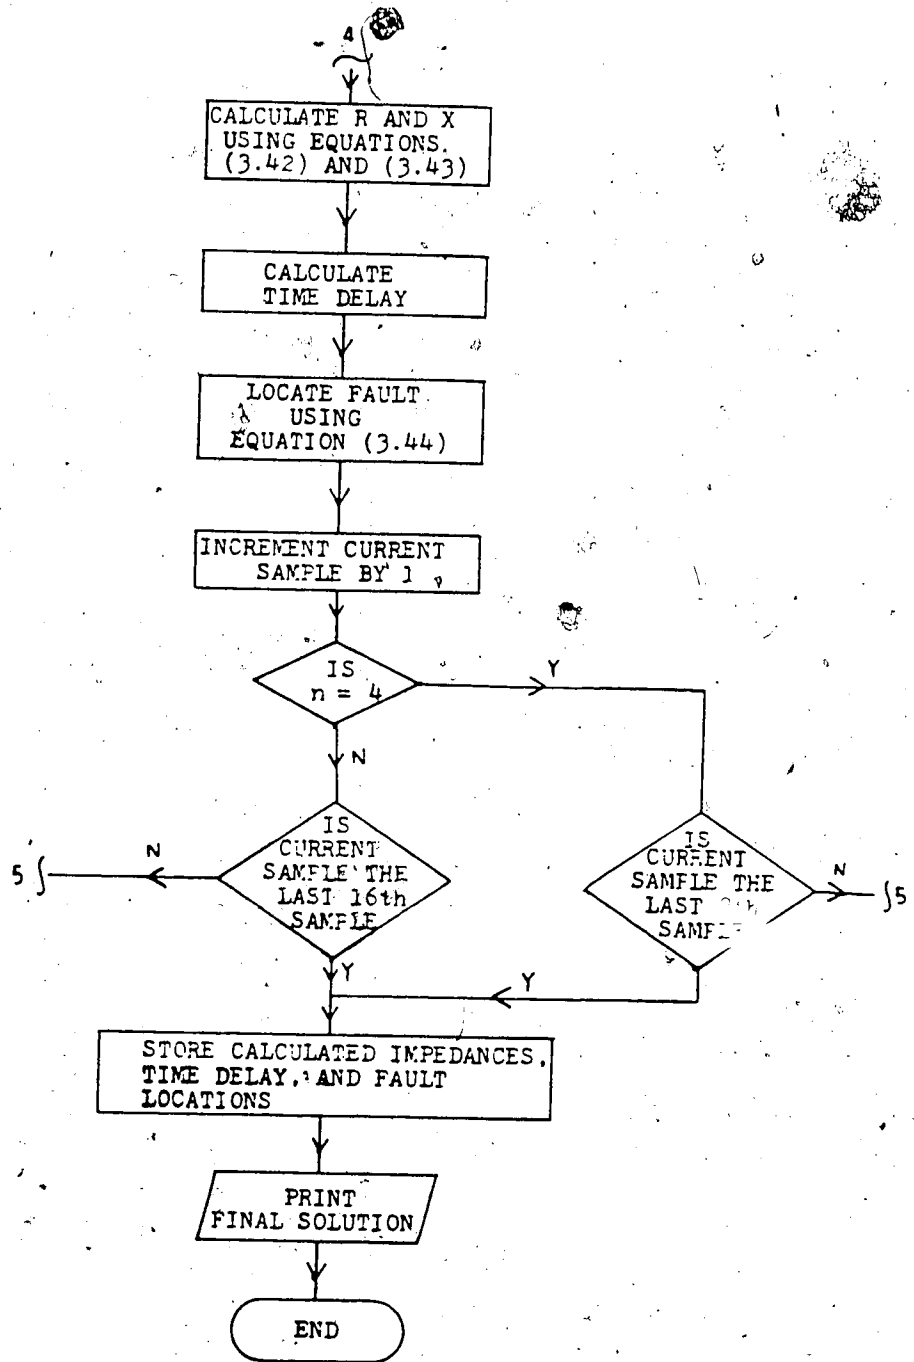 4
CALCULATE R AND X
USING EQUATIONS.
(3.42) AND (3.43)
CALCULATE
TIME DELAY
LOCATE FAULT
USING
EQUATION (3.44)
INCREMENT CURRENT
SAMPLE BY 1
IS
n = 4
Y
N
IS
CURRENT
SAMPLE THE
LAST 16th
SAMPLE
N
5
Y
IS
CURRENT
SAMPLE THE
LAST
SAMPLE
N
5
Y
STORE CALCULATED IMPEDANCES,
TIME DELAY, AND FAULT
LOCATIONS
PRINT
FINAL SOLUTION
END